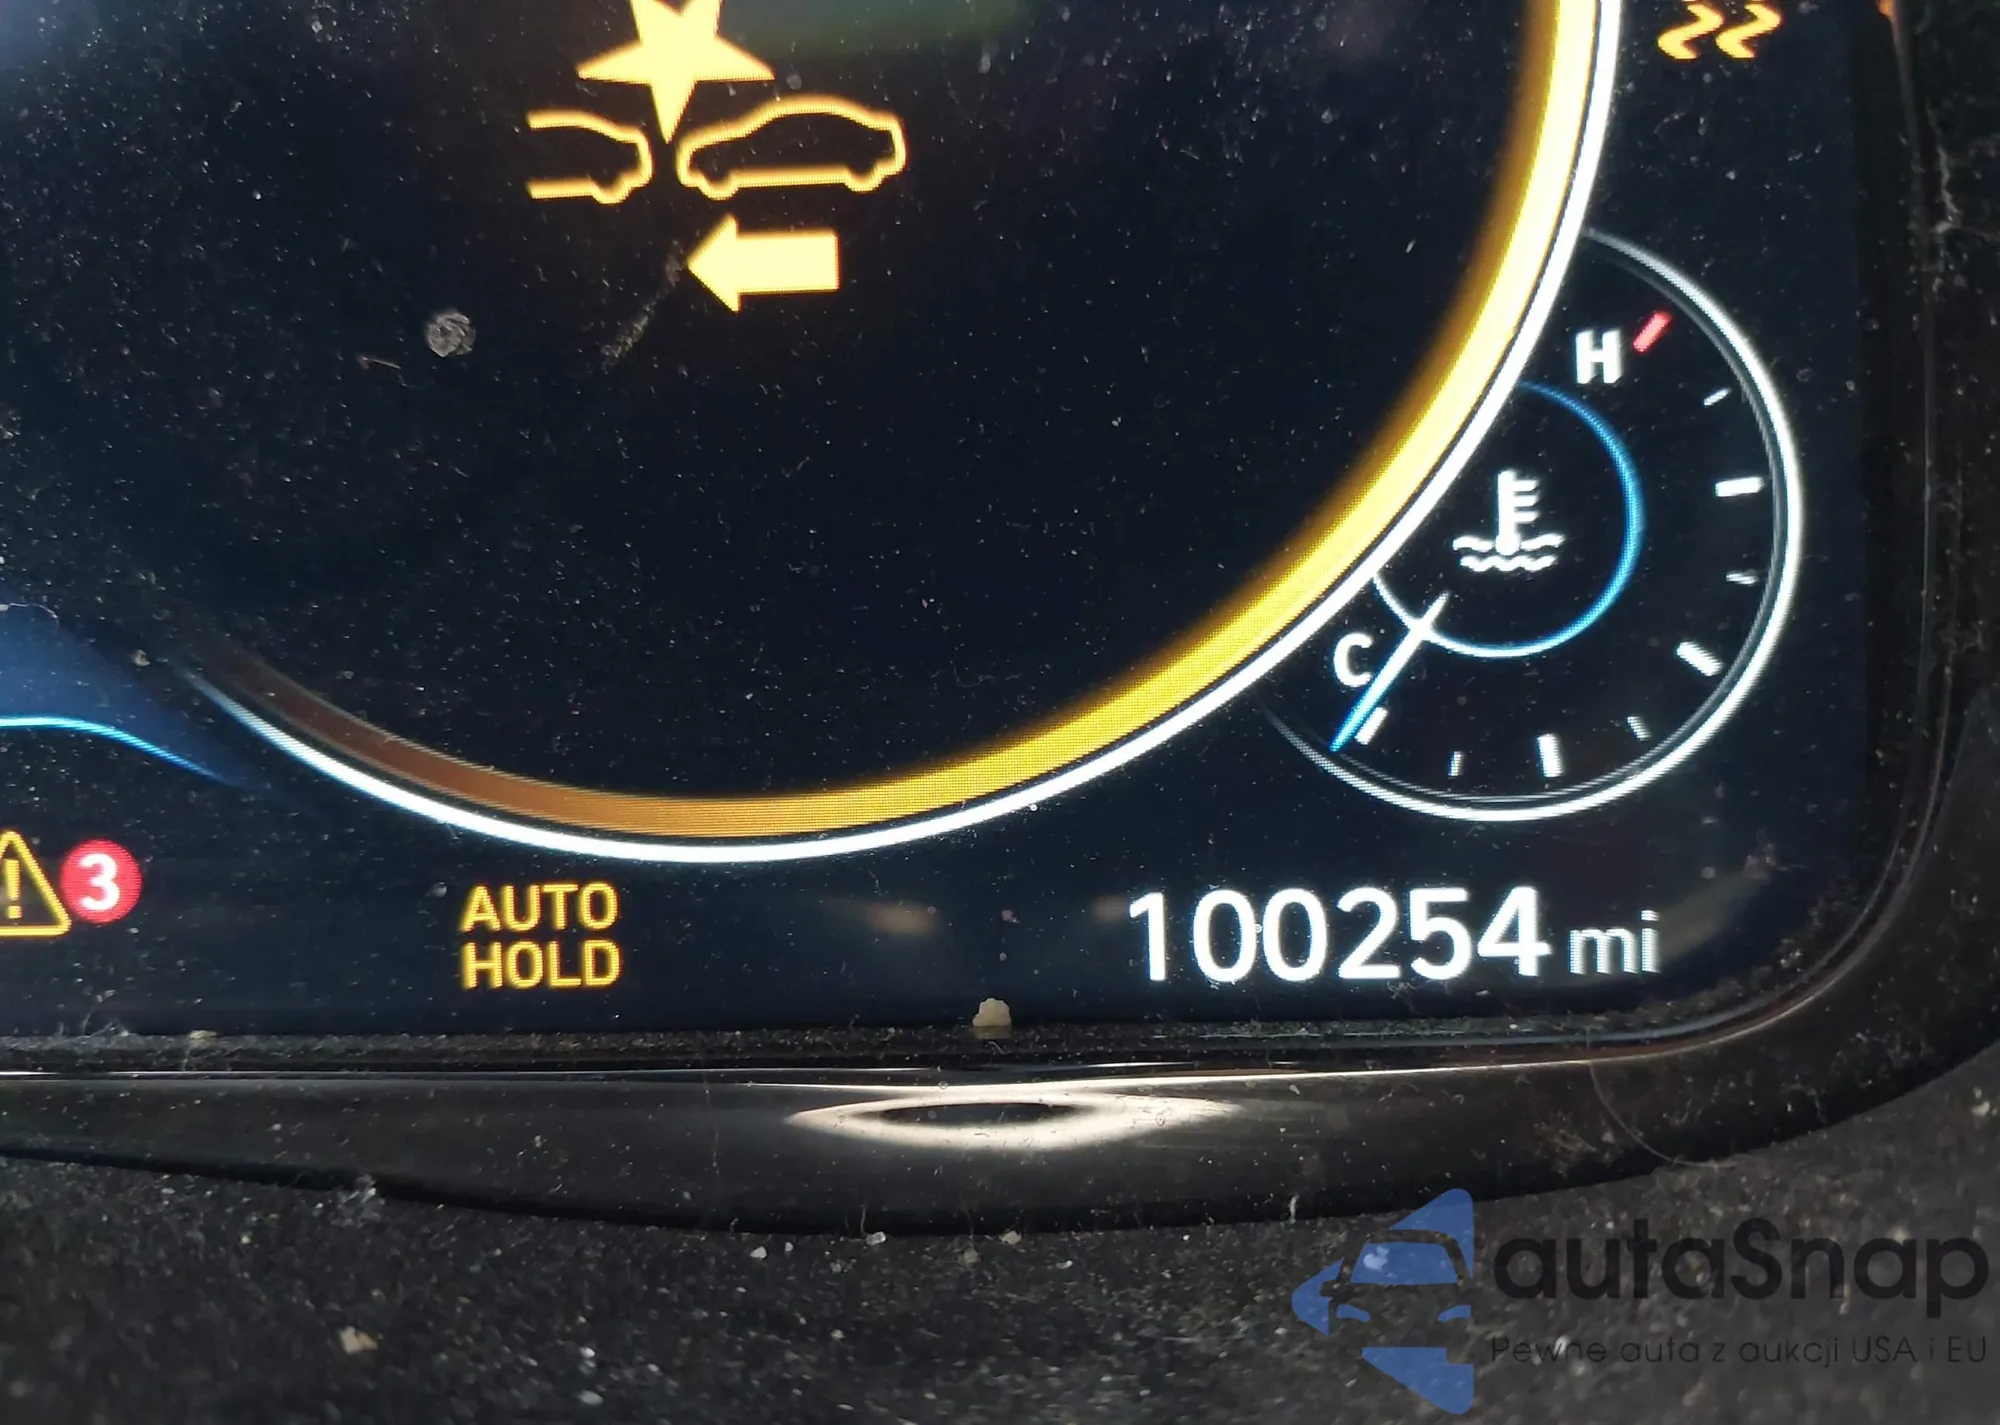 H
C
3
AUTO
HOLD
100254 mi
autaSnap
Pewne auta z aukcji USA i EU